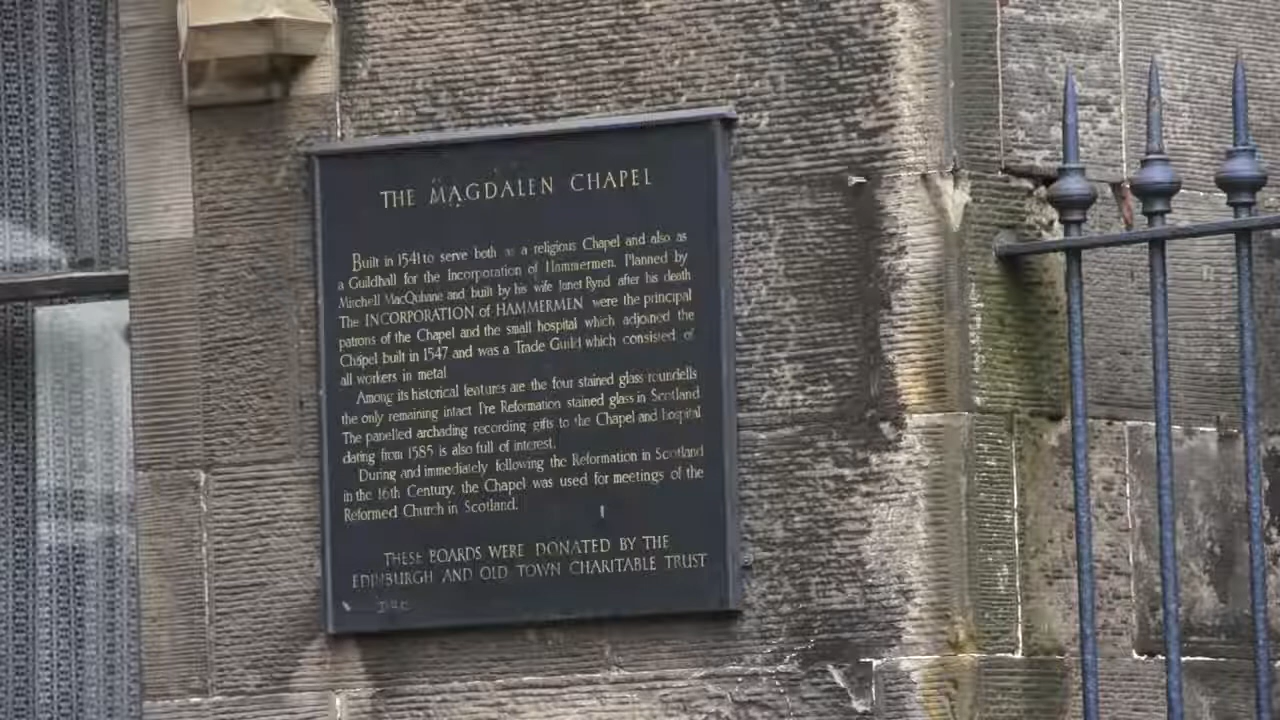 THE MAGDALEN CHAPEL
Built in 1541 to serve both as a religious Chapel and also as
a Guildhall for the Incorporation of Hammermen. Planned by
Mitchell MacQuhane and built by his wife Janet Rynd after his death
The INCORPORATION of HAMMERMEN were the principal
patrons of the Chapel and the small hospital which adjoined the
Chapel built in 1547 and was a Trade Guild which consisted of
all workers in metal
Among its historical features are the four stained glass roundells
the only remaining intact Pre Reformation stained glass in Scotland
The panelled archading recording gifts to the Chapel and hospital
dating from 1585 is also full of interest.
During and immediately following the Reformation in Scotland
in the 16th Century, the Chapel was used for meetings of the
Reformed Church in Scotland.
THESE BOARDS WERE DONATED BY THE
EDINBURGH AND OLD TOWN CHARITABLE TRUST